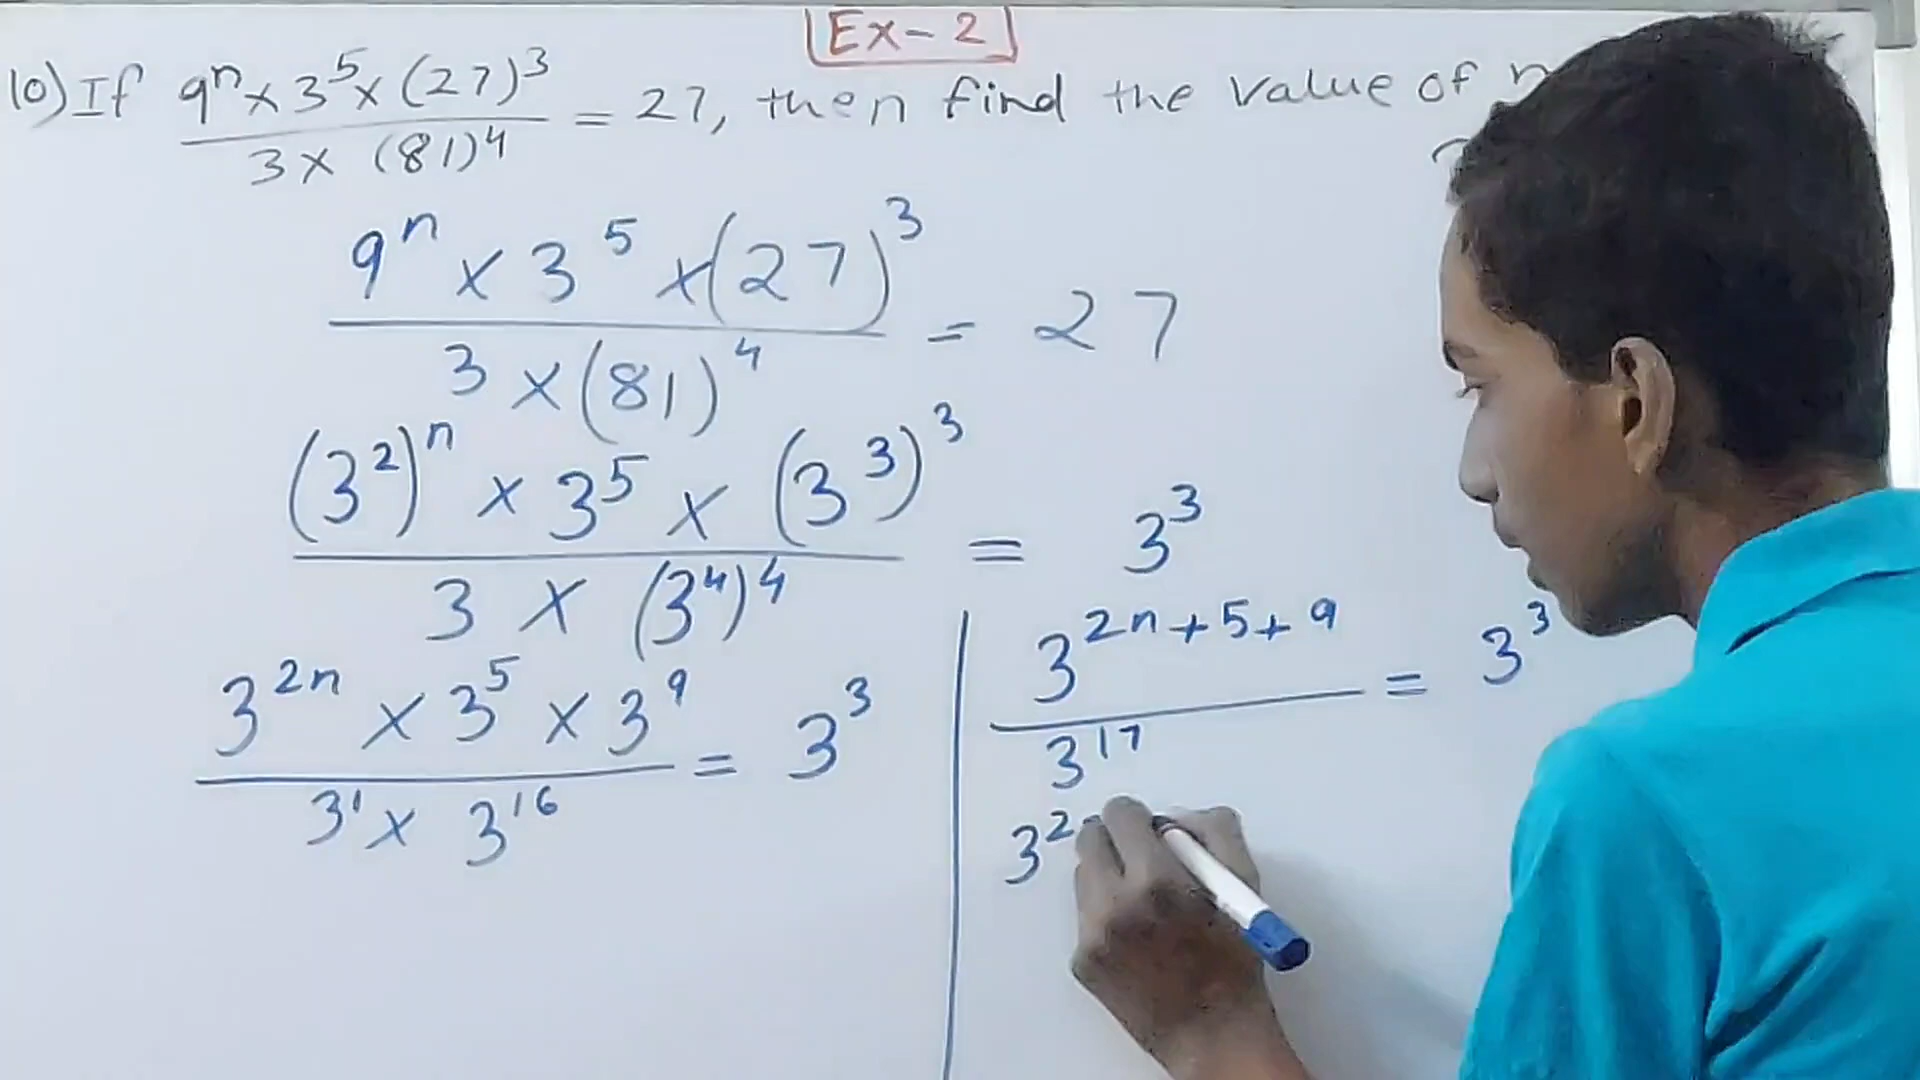 Ex-2
10) If 9ⁿ × 3⁵ × (27)³ / 3 × (81)⁴ = 27, then find the value of n
9ⁿ × 3⁵ × (27)³ / 3 × (81)⁴ = 27
(3²)ⁿ × 3⁵ × (3³)³ / 3 × (3⁴)⁴ = 3³
3²ⁿ × 3⁵ × 3⁹ / 3¹ × 3¹⁶ = 3³
3²ⁿ⁺⁵⁺⁹ / 3¹⁷ = 3³
3²